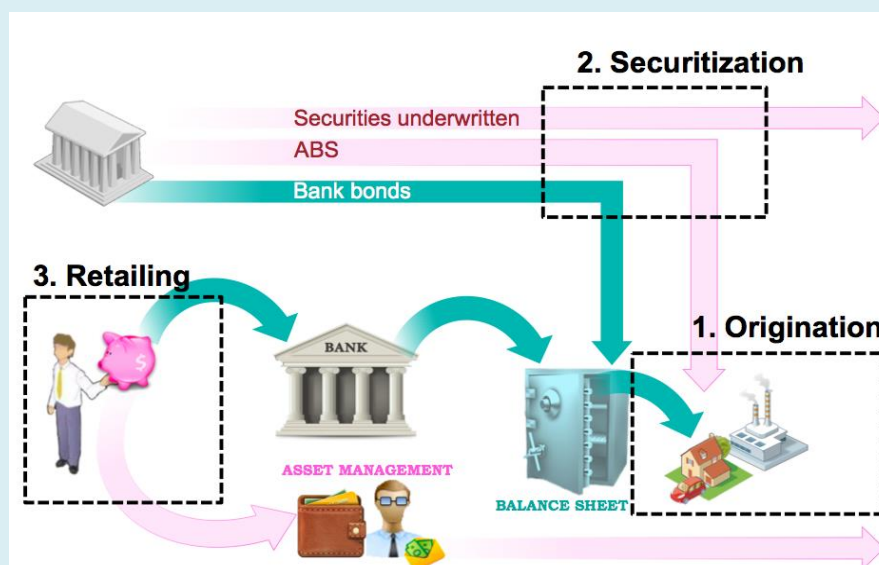 2. Securitization
Securities underwritten
ABS
Bank bonds
3. Retailing
BANK
1. Origination
$
ASSET MANAGEMENT
BALANCE SHEET